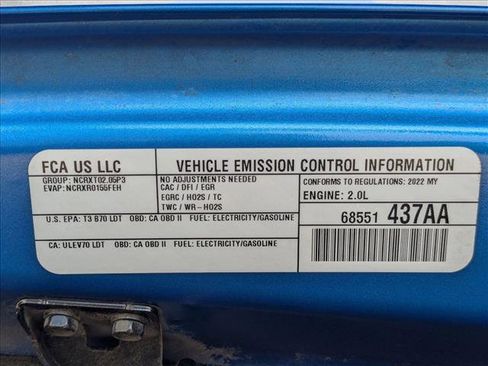 FCA US LLC
VEHICLE EMISSION CONTROL INFORMATION
GROUP: NCRXT02.05P3
EVAP: NCRXR0155FEH
NO ADJUSTMENTS NEEDED
CAC / DFI / EGR
EGRC / HO2S / TC
TWC / WR-HO2S
CONFORMS TO REGULATIONS: 2022 MY
ENGINE: 2.0L
U.S. EPA: T3 B70 LDT OBD: CA OBD II FUEL: ELECTRICITY/GASOLINE
68551 437AA
CA: ULEV70 LDT OBD: CA OBD II FUEL: ELECTRICITY/GASOLINE